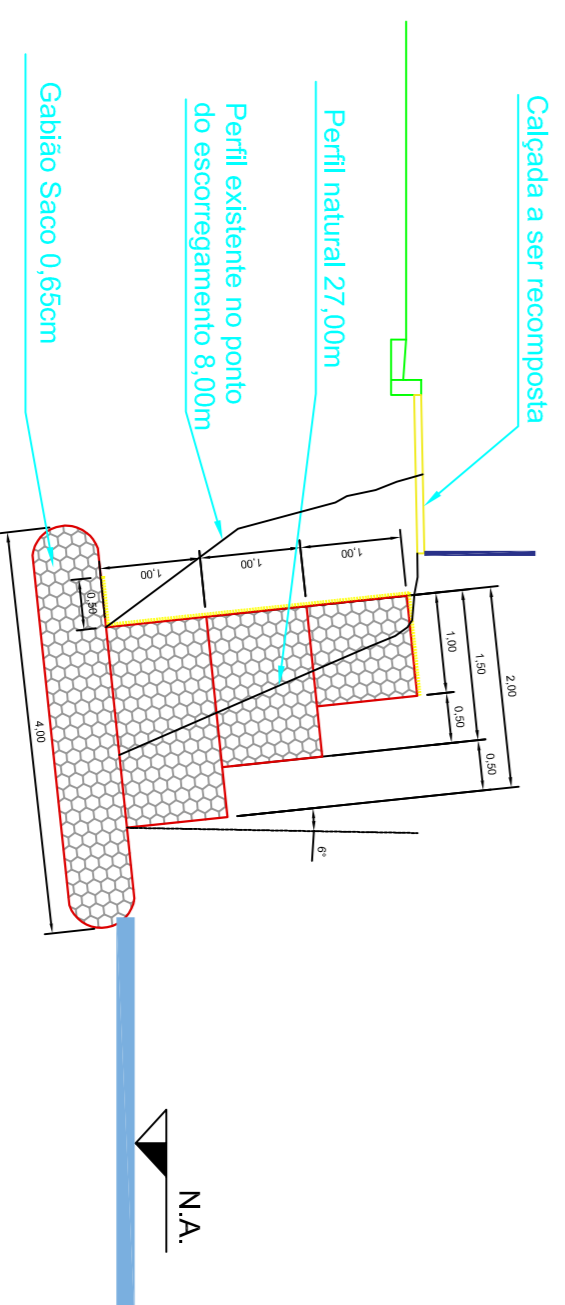 Calçada a ser recomposta
Perfil natural 27,00m
Perfil existente no ponto
do escorregamento 8,00m
Gabião Saco 0,65cm
1,00
1,00
1,00
0,50
4,00
1,00
0,50
1,50
0,50
2,00
6°
N.A.